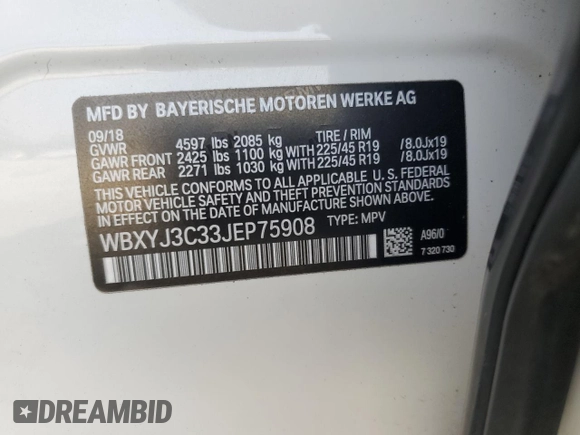 MFD BY BAYERISCHE MOTOREN WERKE AG
09/18
GVWR 4597 lbs 2085 kg TIRE / RIM
GAWR FRONT 2425 lbs 1100 kg WITH 225/45 R19 /8.0Jx19
GAWR REAR 2271 lbs 1030 kg WITH 225/45 R19 /8.0Jx19
THIS VEHICLE CONFORMS TO ALL APPLICABLE U. S. FEDERAL
MOTOR VEHICLE SAFETY AND THEFT PREVENTION STANDARDS
IN EFFECT ON THE DATE OF MANUFACTURE SHOWN ABOVE.
WBXYJ3C33JEP75908 TYPE: MPV
A96/0
7 320 730
DREAMBID